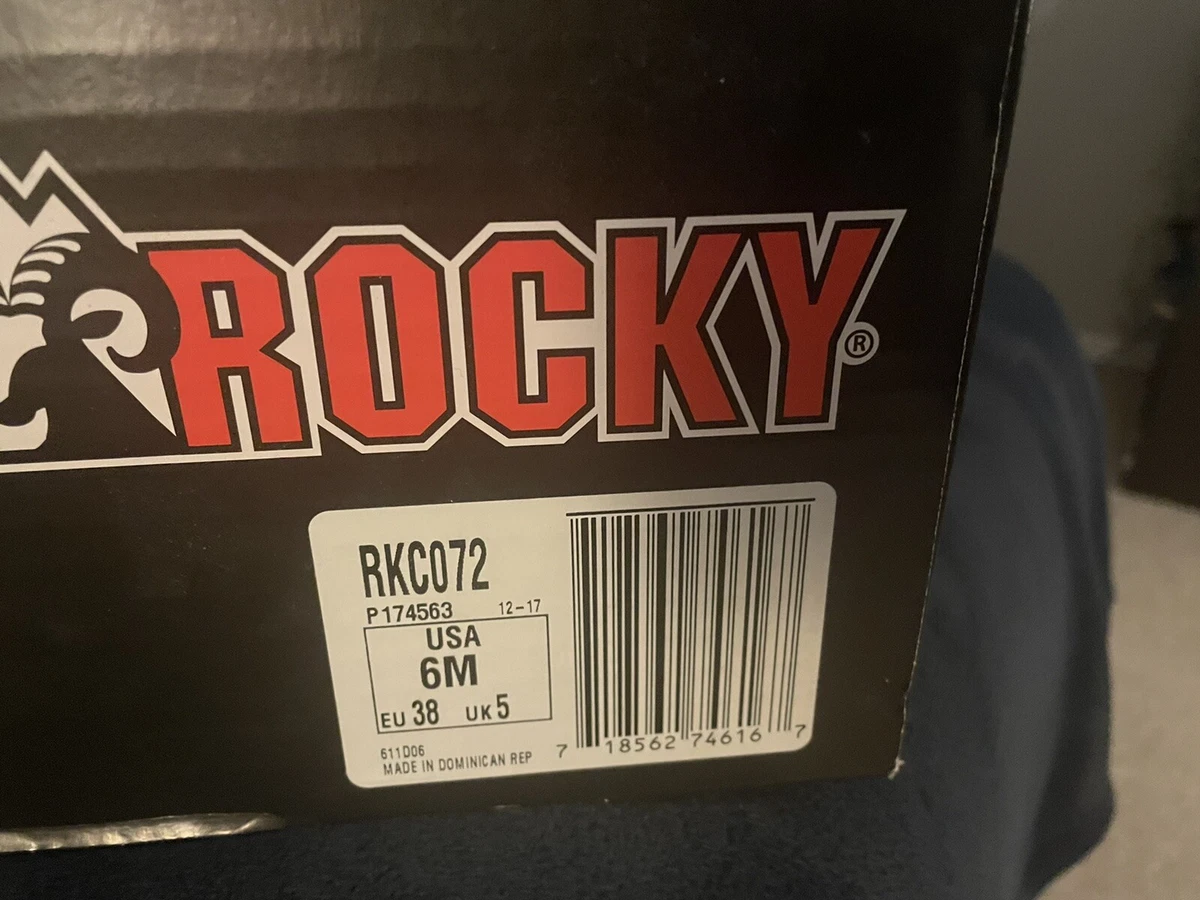 ROCKY®
RKC072
P174563 12-17
USA
6M
EU 38 UK 5
611D06
MADE IN DOMINICAN REP
7 18562 74616 7